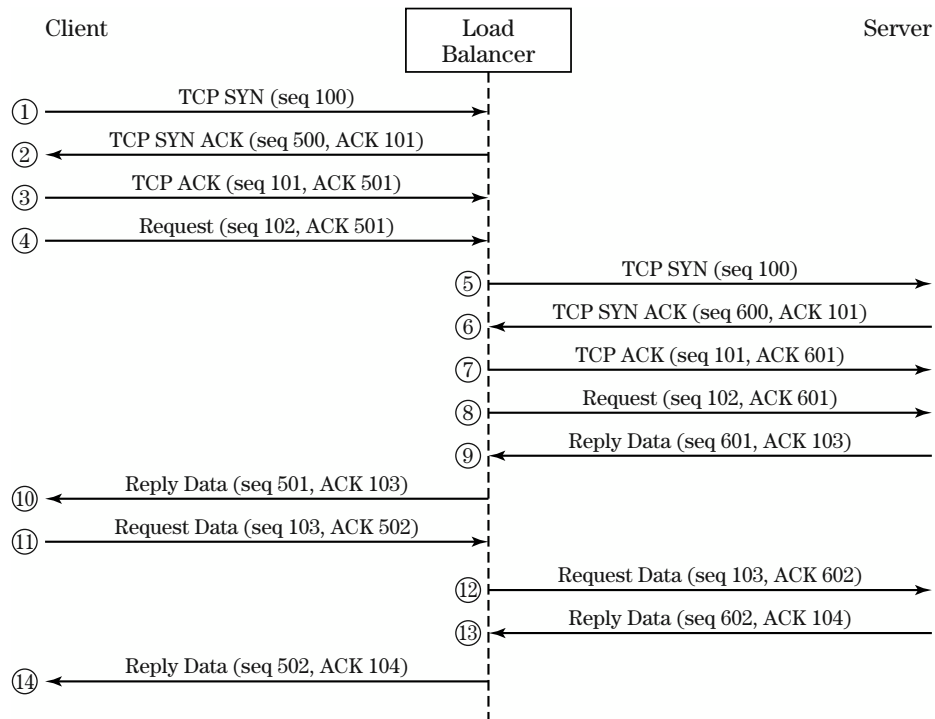 Client
Load
Balancer
Server
① TCP SYN (seq 100)
② TCP SYN ACK (seq 500, ACK 101)
③ TCP ACK (seq 101, ACK 501)
④ Request (seq 102, ACK 501)
⑤ TCP SYN (seq 100)
⑥ TCP SYN ACK (seq 600, ACK 101)
⑦ TCP ACK (seq 101, ACK 601)
⑧ Request (seq 102, ACK 601)
⑨ Reply Data (seq 601, ACK 103)
⑩ Reply Data (seq 501, ACK 103)
⑪ Request Data (seq 103, ACK 502)
⑫ Request Data (seq 103, ACK 602)
⑬ Reply Data (seq 602, ACK 104)
⑭ Reply Data (seq 502, ACK 104)